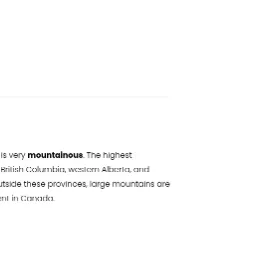 is very mountainous. The highest
British Columbia, western Alberta, and
utside these provinces, large mountains are
ent in Canada.